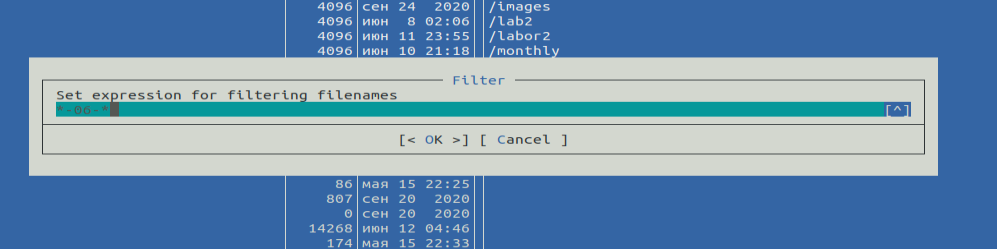 4096 сен 24 2020 /images
4096 июн 8 02:06 /lab2
4096 июн 11 23:55 /labor2
4096 июн 10 21:18 /monthly
Filter
Set expression for filtering filenames
*-06-* [^]
[< OK >] [ Cancel ]
86 мая 15 22:25
807 сен 20 2020
0 сен 20 2020
14268 июн 12 04:46
174 мая 15 22:33